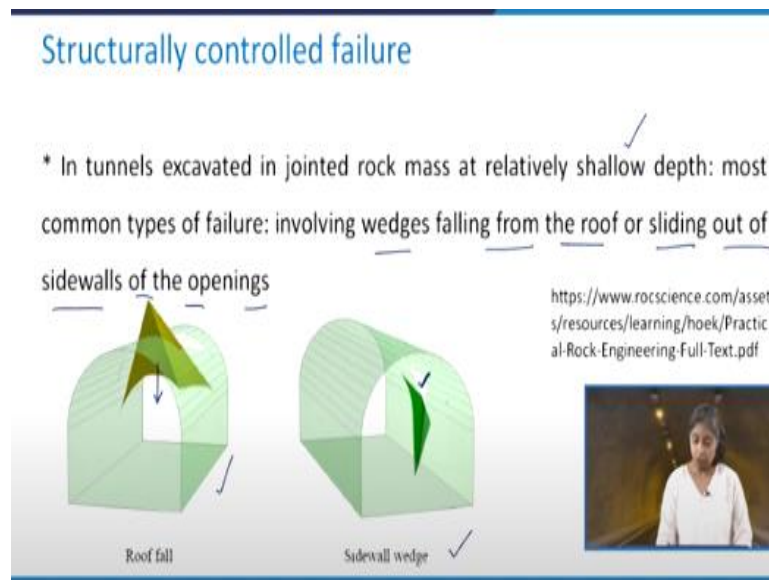 Structurally controlled failure
* In tunnels excavated in jointed rock mass at relatively shallow depth: most
common types of failure: involving wedges falling from the roof or sliding out of
sidewalls of the openings
https://www.rocscience.com/asset
s/resources/learning/hoek/Practic
al-Rock-Engineering-Full-Text.pdf
Roof fall
Sidewall wedge